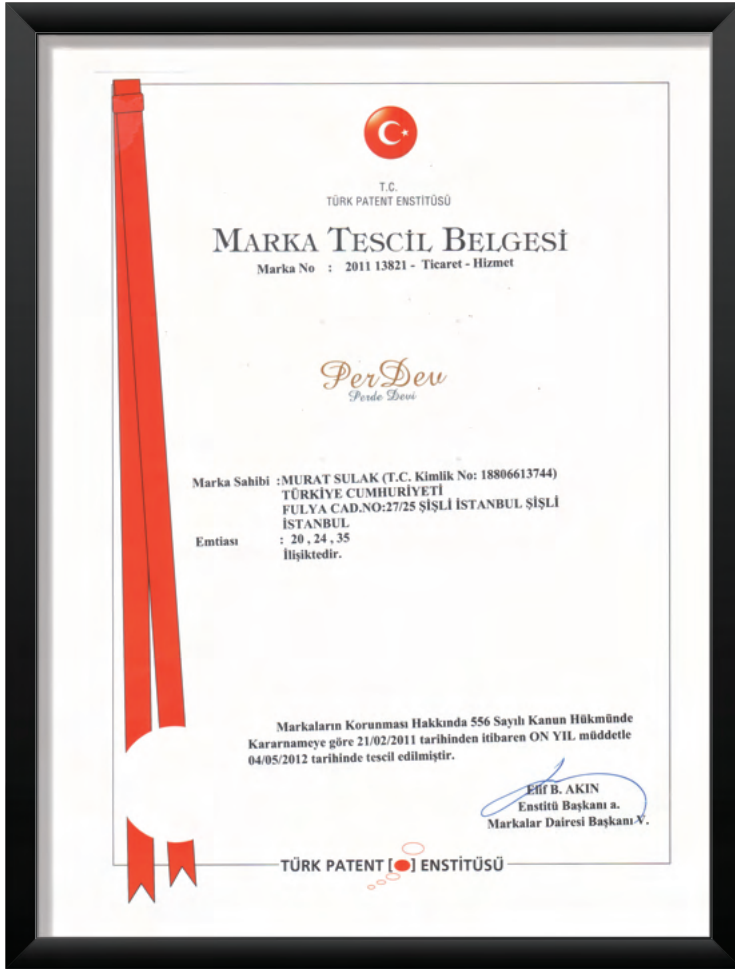 T.C.
TÜRK PATENT ENSTİTÜSÜ
MARKA TESCİL BELGESİ
Marka No : 2011 13821 - Ticaret - Hizmet
PerDev
Perde Devi
Marka Sahibi :MURAT SULAK (T.C. Kimlik No: 18806613744)
TÜRKİYE CUMHURİYETİ
FULYA CAD.NO:27/25 ŞİŞLİ İSTANBUL ŞİŞLİ
İSTANBUL
Emtiası : 20 , 24 , 35
İlişiktedir.
Markaların Korunması Hakkında 556 Sayılı Kanun Hükmünde
Kararnameye göre 21/02/2011 tarihinden itibaren ON YIL müddetle
04/05/2012 tarihinde tescil edilmiştir.
Elif B. AKIN
Enstitü Başkanı a.
Markalar Dairesi Başkanı V.
TÜRK PATENT [ ] ENSTİTÜSÜ